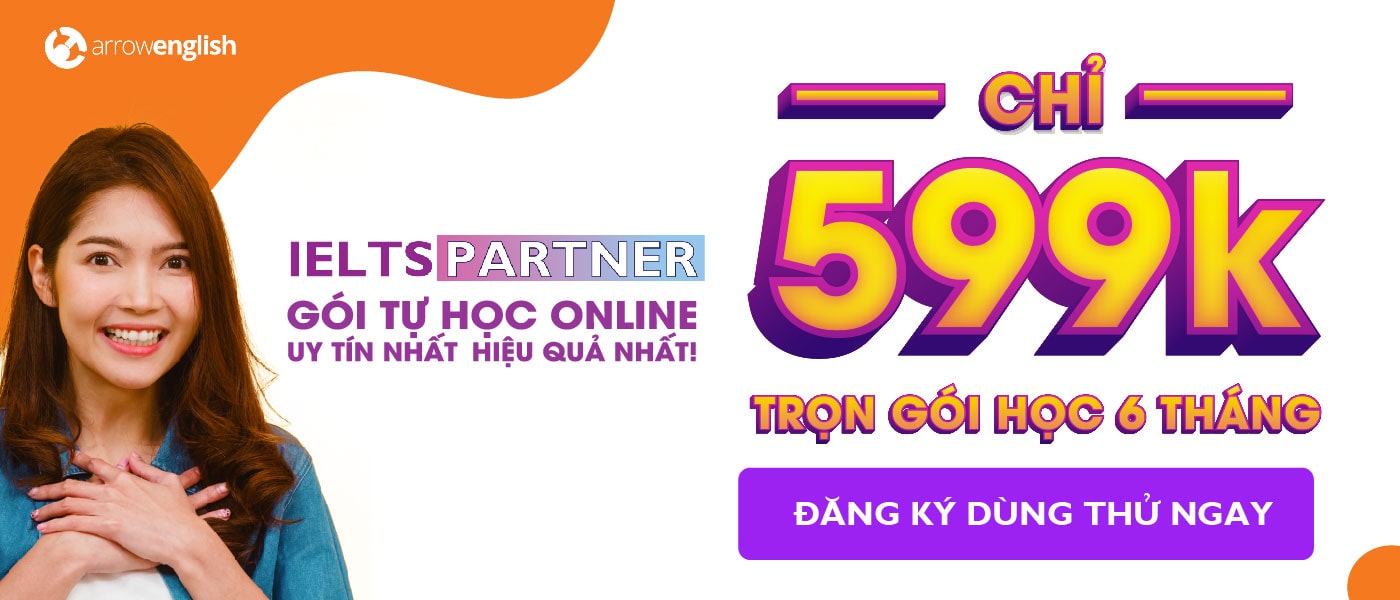 arrowenglish
IELTS PARTNER
GÓI TỰ HỌC ONLINE
UY TÍN NHẤT HIỆU QUẢ NHẤT!
CHỈ
599k
TRỌN GÓI HỌC 6 THÁNG
ĐĂNG KÝ DÙNG THỬ NGAY